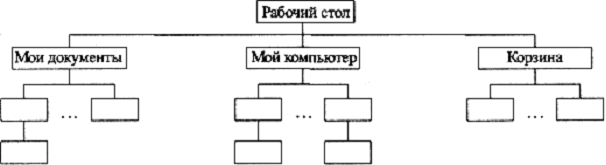 Рабочий стол
Мои документы
Мой компьютер
Корзина
...
...
...